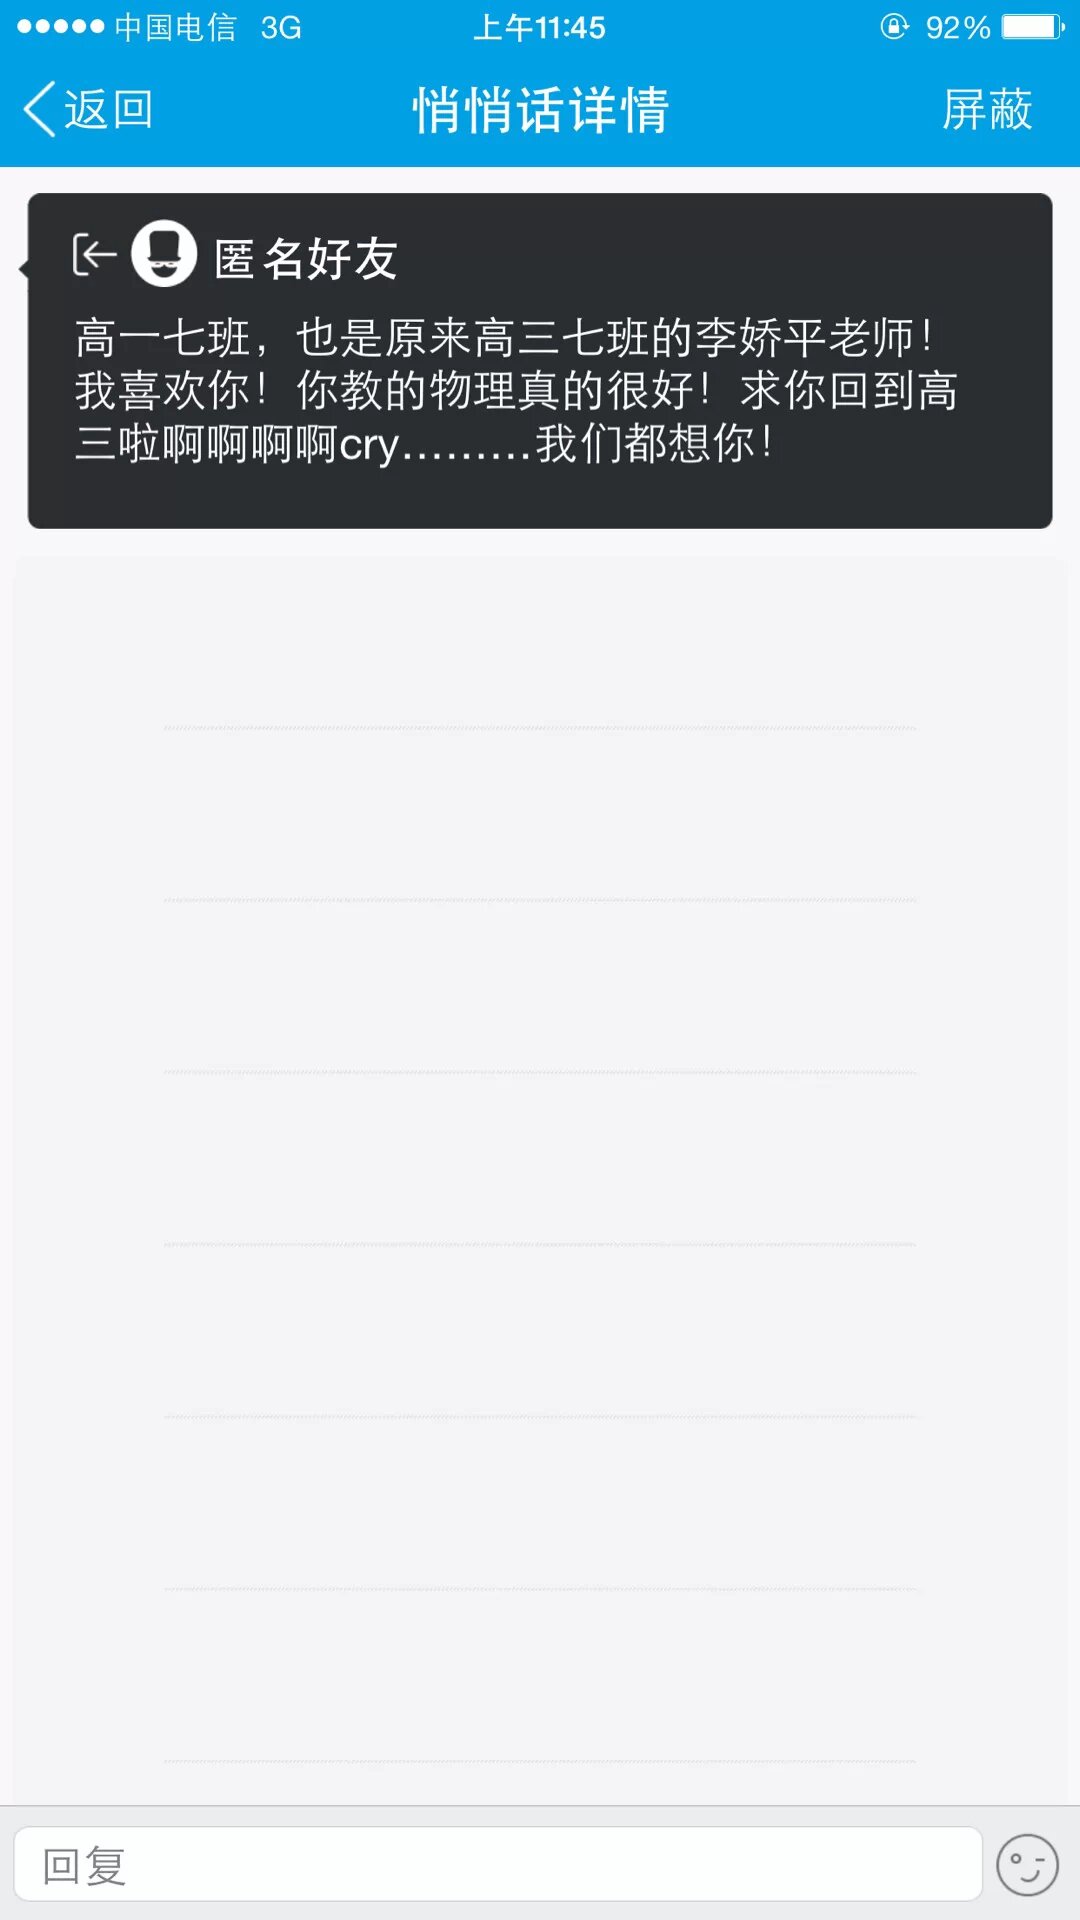 中国电信 3G 上午11:45 92%
返回 悄悄话详情 屏蔽
匿名好友
高一七班，也是原来高三七班的李娇平老师！
我喜欢你！你教的物理真的很好！求你回到高
三啦啊啊啊啊cry………我们都想你！
回复